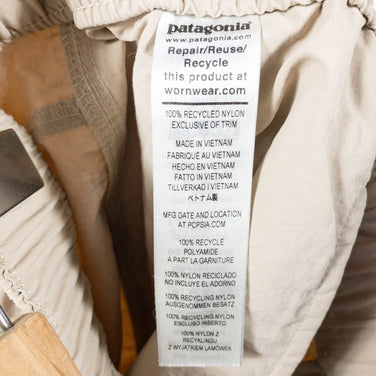 patagonia
www.patagonia.com
Repair/Reuse/
Recycle
this product at
wornwear.com
100% RECYCLED NYLON
EXCLUSIVE OF TRIM
MADE IN VIETNAM
FABRIQUÉ AU VIETNAM
HECHO EN VIETNAM
FATTO IN VIETNAM
TILLVERKAD I VIETNAM
ベトナム製
MFG DATE AND LOCATION
AT PCPSIA.COM
100% RECYCLÉ
POLYAMIDE
A PART LA GARNITURE
100% NYLON RECICLADO
NO INCLUYE EL ADORNO
100% RECYCLING NYLON
AUSGENOMMEN BESATZ
100% RECYCLING NYLON
ESCLUSO INSERTO
100% NYLON Z
RECYKLINQU
Z WYJATKIEM LAMÓWEK